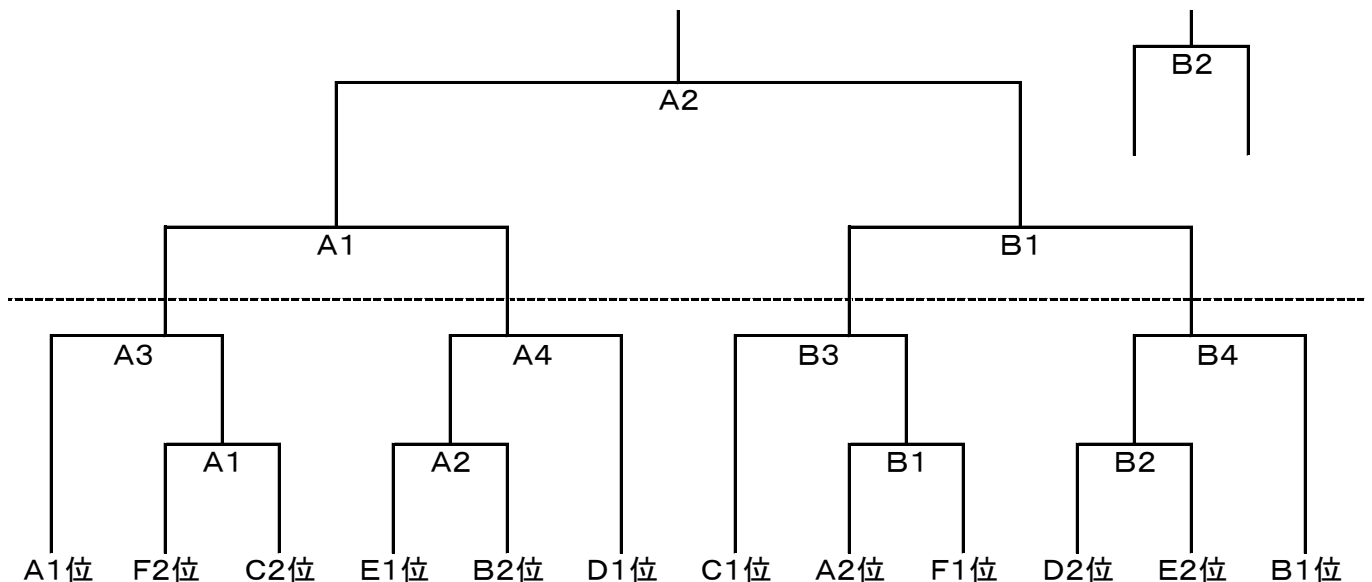 B2
A2
A1 B1
A3 A4 B3 B4
A1 A2 B1 B2
A1位 F2位 C2位 E1位 B2位 D1位 C1位 A2位 F1位 D2位 E2位 B1位